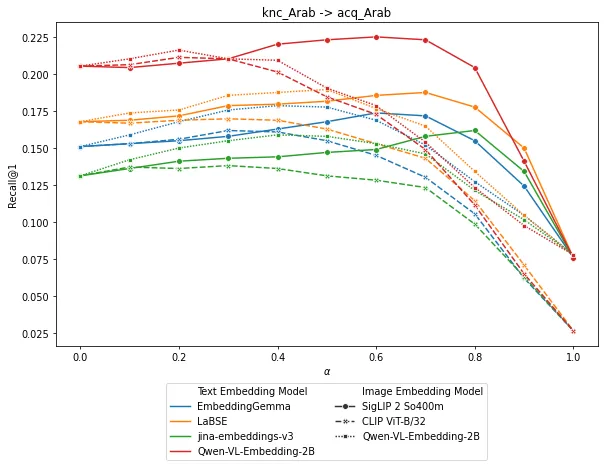 knc_Arab -> acq_Arab
Recall@1
0.225
0.200
0.175
0.150
0.125
0.100
0.075
0.050
0.025
0.0 0.2 0.4 0.6 0.8 1.0
α
Text Embedding Model Image Embedding Model
EmbeddingGemma SigLIP 2 So400m
LaBSE CLIP ViT-B/32
jina-embeddings-v3 Qwen-VL-Embedding-2B
Qwen-VL-Embedding-2B